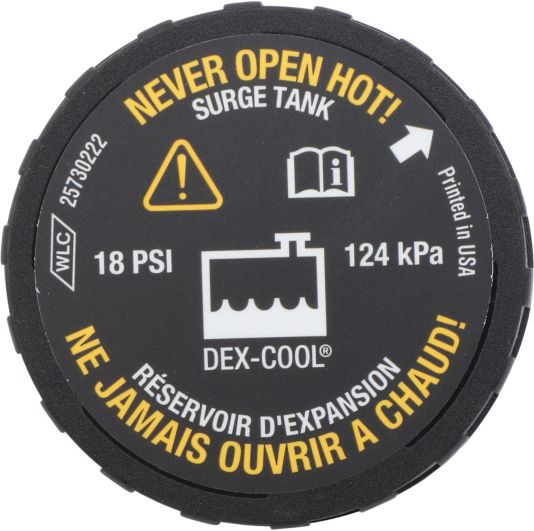 NEVER OPEN HOT!
SURGE TANK
WLC 25730222
Printed in USA
18 PSI
124 kPa
DEX-COOL®
RÉSERVOIR D'EXPANSION
NE JAMAIS OUVRIR A CHAUD!